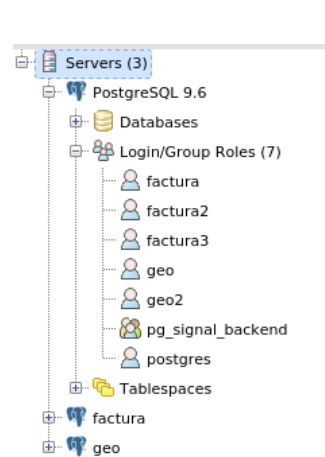 Servers (3)
PostgreSQL 9.6
Databases
Login/Group Roles (7)
factura
factura2
factura3
geo
geo2
pg_signal_backend
postgres
Tablespaces
factura
geo